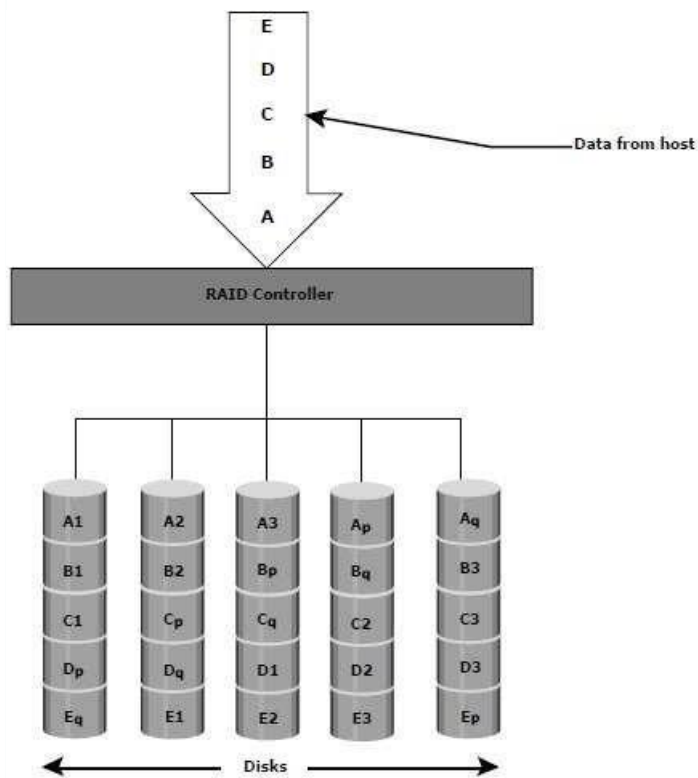 E
D
C
Data from host
B
A
RAID Controller
A1 A2 A3 Ap Aq
B1 B2 Bp Bq B3
C1 Cp Cq C2 C3
Dp Dq D1 D2 D3
Eq E1 E2 E3 Ep
Disks